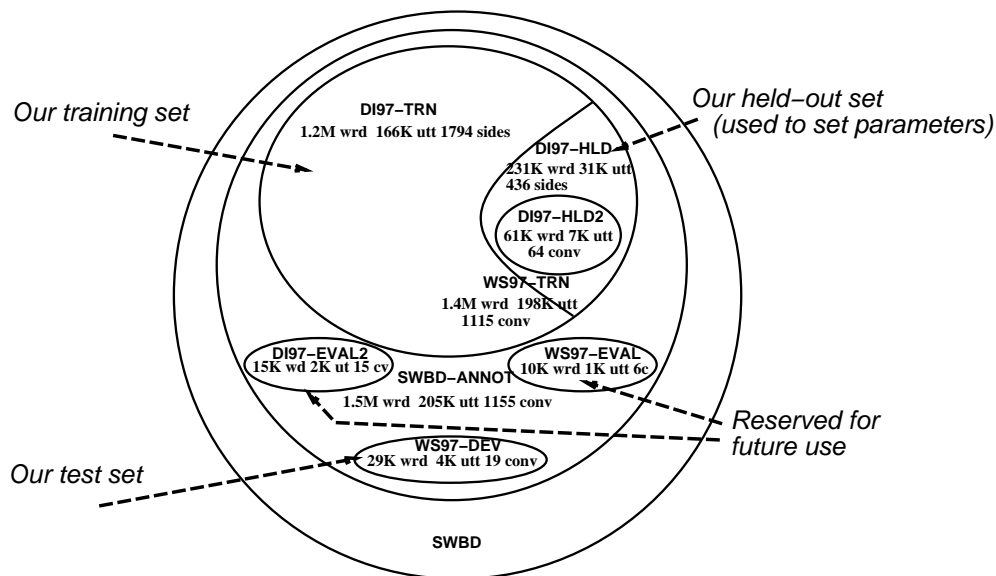 Our training set
DI97−TRN
1.2M wrd 166K utt 1794 sides
Our held−out set
(used to set parameters)
DI97−HLD
231K wrd 31K utt
436 sides
DI97−HLD2
61K wrd 7K utt
64 conv
WS97−TRN
1.4M wrd 198K utt
1115 conv
DI97−EVAL2
15K wd 2K ut 15 cv
WS97−EVAL
10K wrd 1K utt 6c
SWBD−ANNOT
1.5M wrd 205K utt 1155 conv
Reserved for
future use
WS97−DEV
29K wrd 4K utt 19 conv
Our test set
SWBD